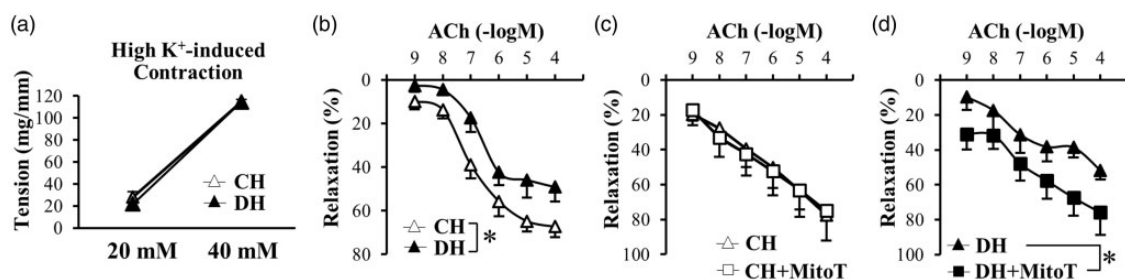 (a)
High K⁺-induced
Contraction
Tension (mg/mm)
120
100
80
60
40
20
0
CH
DH
20 mM 40 mM
(b)
ACh (-logM)
9 8 7 6 5 4
Relaxation (%)
0
20
40
60
80
CH
DH
*
(c)
ACh (-logM)
9 8 7 6 5 4
Relaxation (%)
0
20
40
60
80
100
CH
CH+MitoT
(d)
ACh (-logM)
9 8 7 6 5 4
Relaxation (%)
0
20
40
60
80
100
DH
DH+MitoT
*